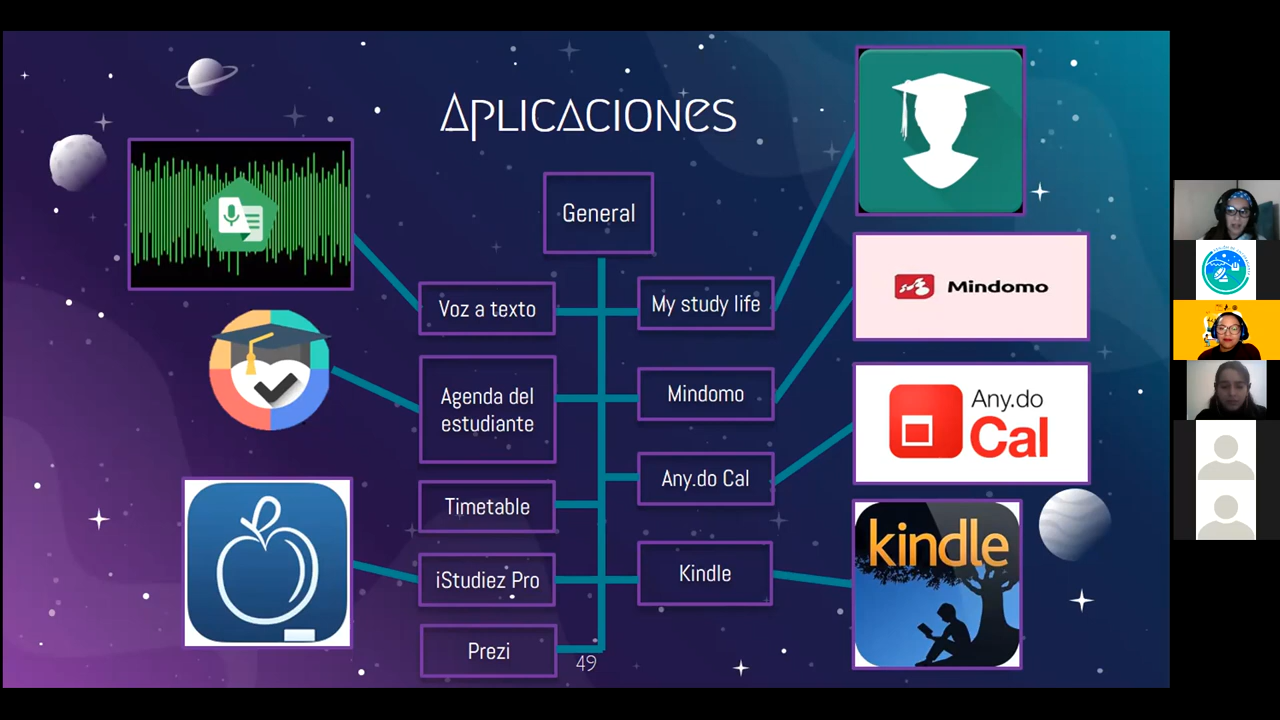 Aplicaciones
General
Voz a texto
My study life
Agenda del
estudiante
Mindomo
Timetable
Any.do Cal
iStudiez Pro
Kindle
Prezi
49
Mindomo
Any.do
Cal
kindle